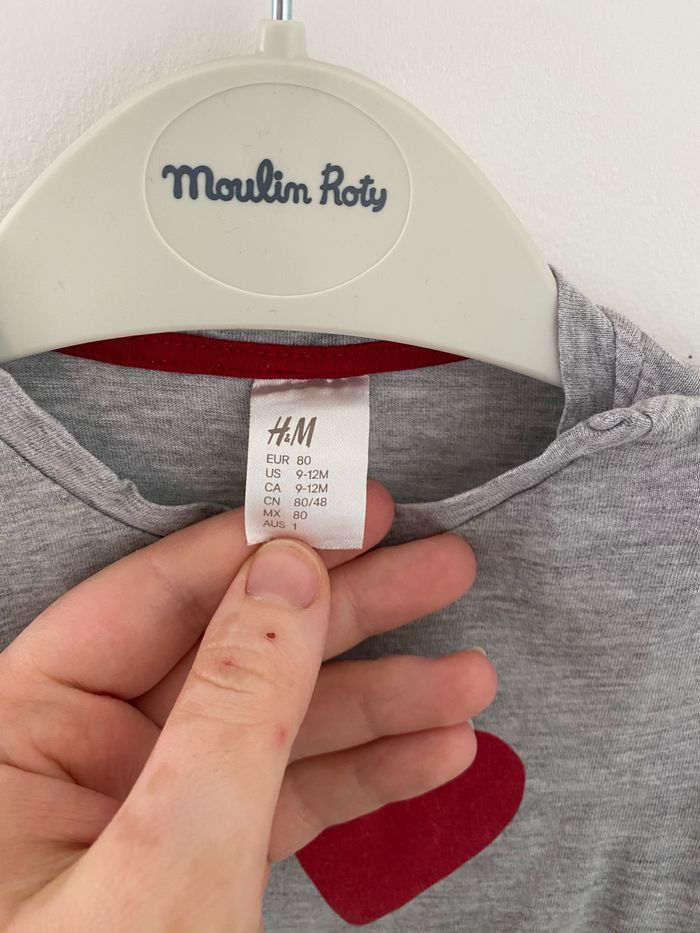 Moulin Roty
H&M
EUR 80
US 9-12M
CA 9-12M
CN 80/48
MX 80
AUS 1